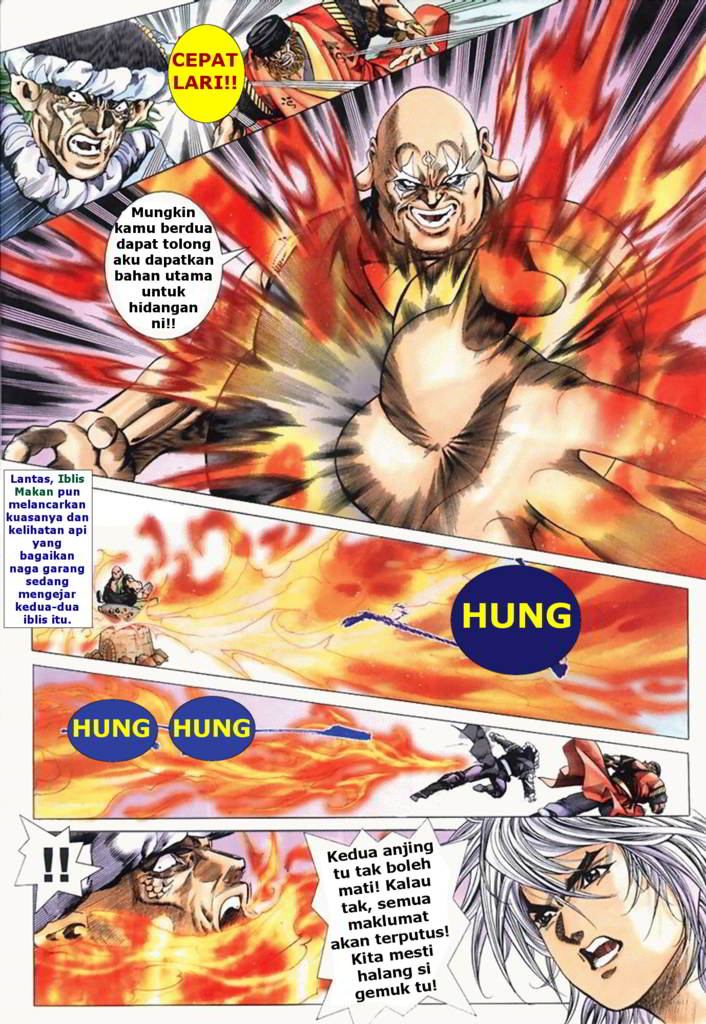 CEPAT
LARI!!
Mungkin
kamu berdua
dapat tolong
aku dapatkan
bahan utama
untuk
hidangan
ni!!
Lantas, Iblis
Makan pun
melancarkan
kuasanya dan
kelihatan api
yang
bagaikan
naga garang
sedang
mengejar
kedua-dua
iblis itu.
HUNG
HUNG
HUNG
!!
Kedua anjing
tu tak boleh
mati! Kalau
tak, semua
maklumat
akan terputus!
Kita mesti
halang si
gemuk tu!